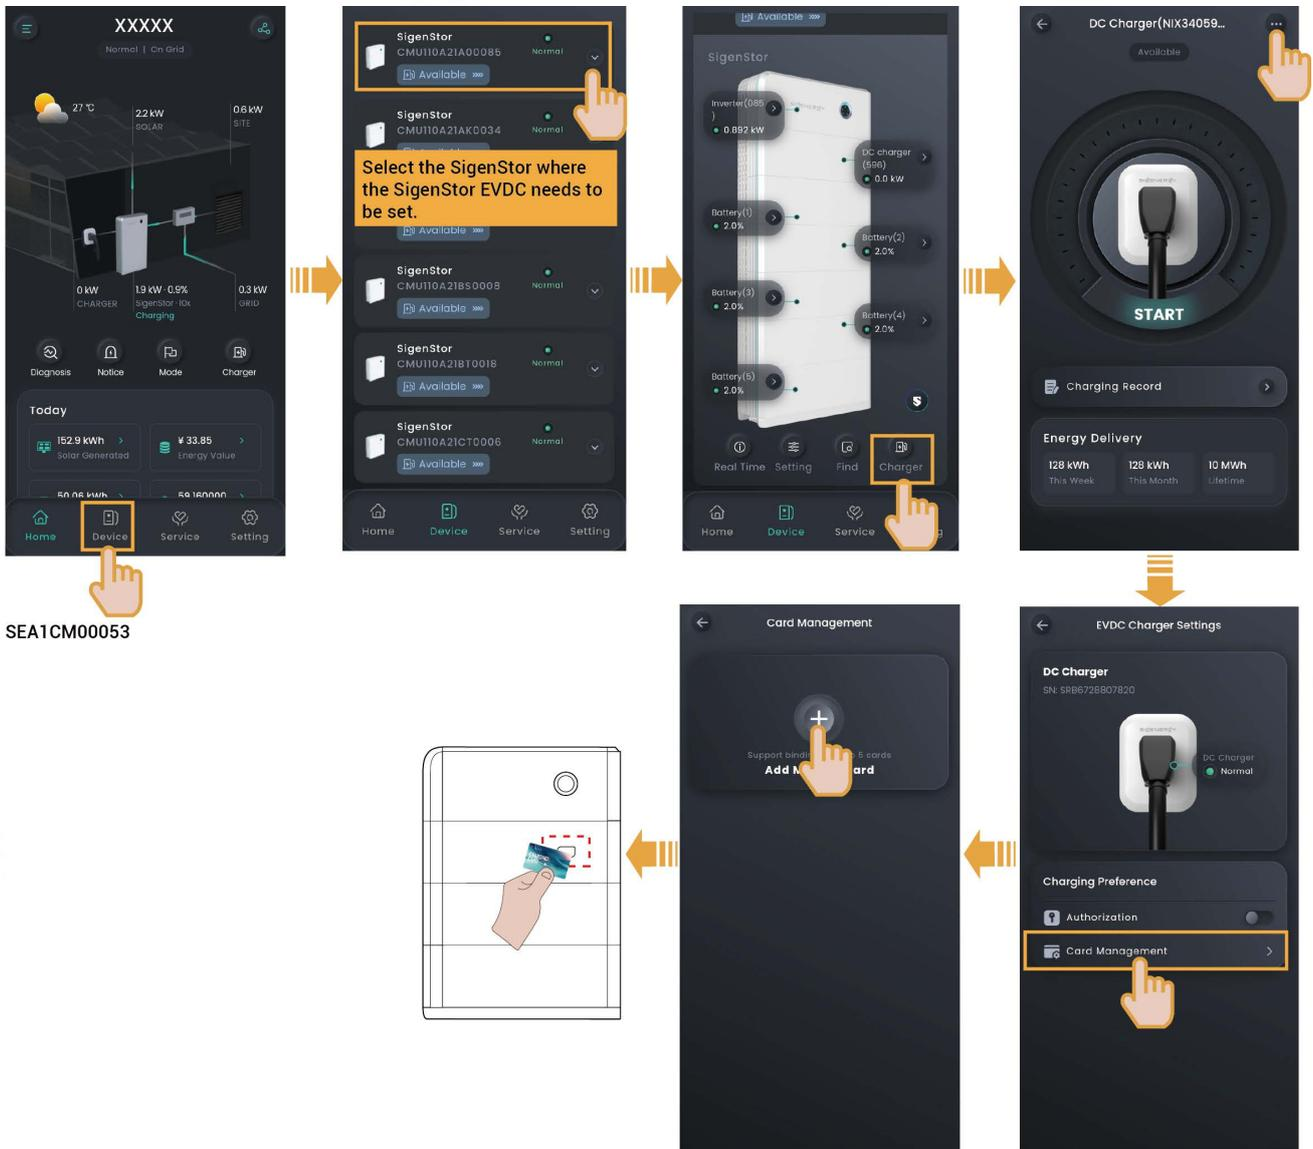 XXXXX
Normal | On Grid
27 ℃
2.2 kW
SOLAR
0.6 kW
SITE
0 kW
CHARGER
1.9 kW · 0.9%
SigenStor · 10x
Charging
0.3 kW
GRID
Diagnosis
Notice
Mode
Charger
Today
152.9 kWh
Solar Generated
¥ 33.85
Energy Value
50.06 kWh
59.160000
Home
Device
Service
Setting
SEA1CM00053
SigenStor
CMU110A21A00085
Normal
Available
SigenStor
CMU110A21AK0034
Normal
Select the SigenStor where
the SigenStor EVDC needs to
be set.
Available
SigenStor
CMU110A21BS0008
Normal
Available
SigenStor
CMU110A21BT0018
Normal
Available
SigenStor
CMU110A21CT0006
Normal
Available
Home
Device
Service
Setting
Available
SigenStor
Inverter(085
)
0.892 kW
DC charger
(596)
0.0 kW
Battery(1)
2.0%
Battery(2)
2.0%
Battery(3)
2.0%
Battery(4)
2.0%
Battery(5)
2.0%
Real Time
Setting
Find
Charger
Home
Device
Service
g
DC Charger(NIX34059...
Available
START
Charging Record
Energy Delivery
128 kWh
This Week
128 kWh
This Month
10 MWh
Lifetime
EVDC Charger Settings
DC Charger
SN: SRB6728807820
DC Charger
Normal
Charging Preference
Authorization
Card Management
Card Management
Support 5 cards
Add